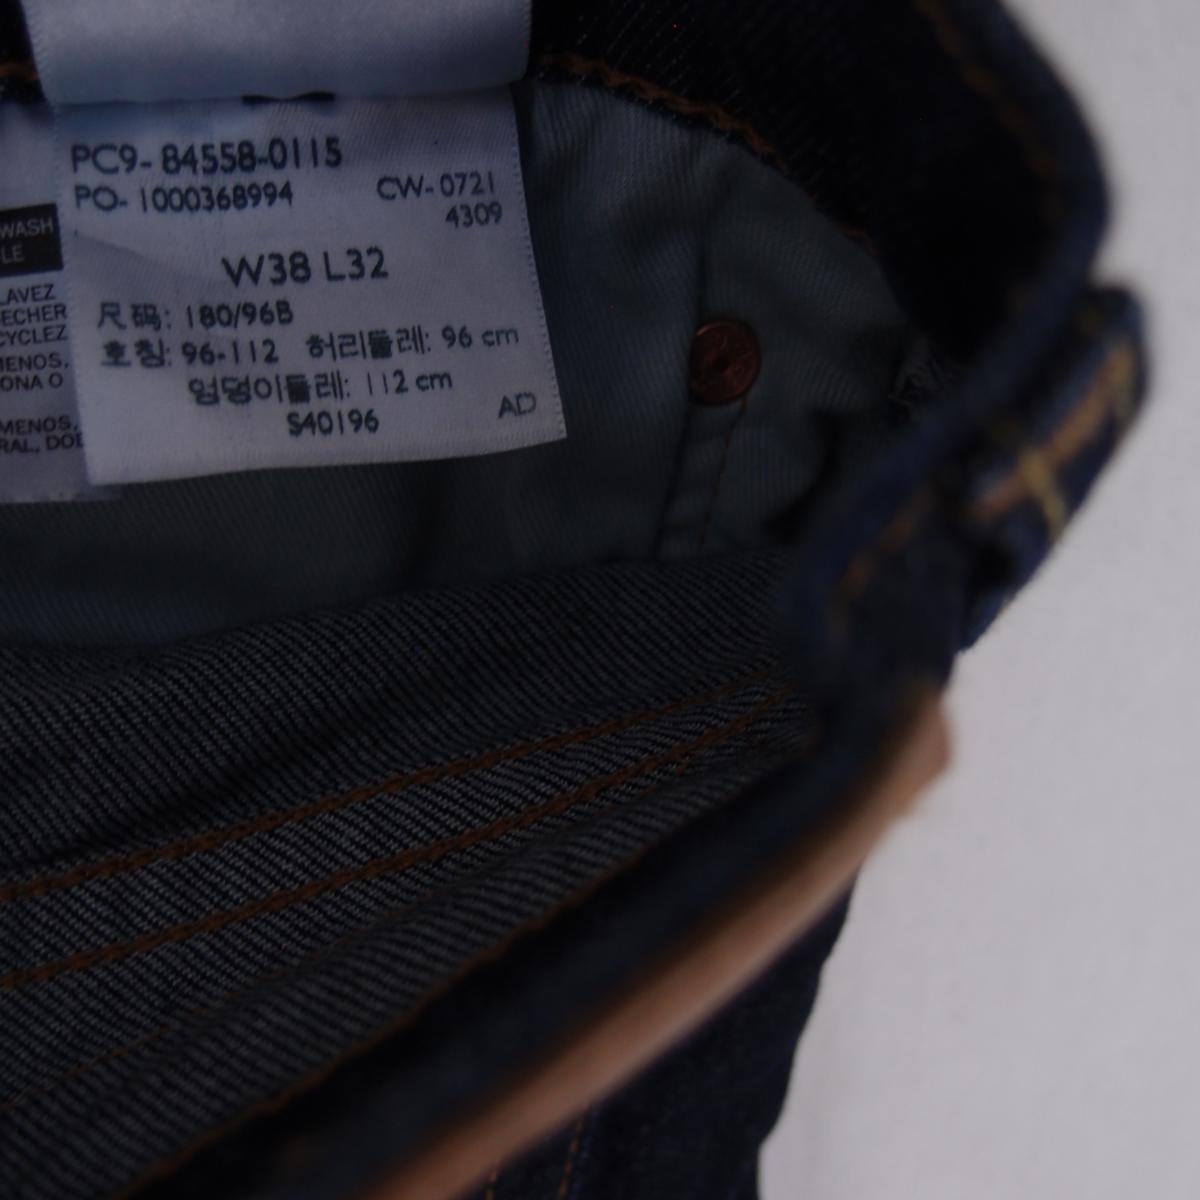 PC9- 84558-0115
PO- 1000368994
CW- 0721
4309
W38 L32
尺码: 180/96B
호칭: 96-112 허리둘레: 96 cm
엉덩이둘레: 112 cm
S40196
AD
WASH
LE
LAVEZ
ECHER
CYCLEZ
MENOS,
ONA O
MENOS,
RAL, DOE